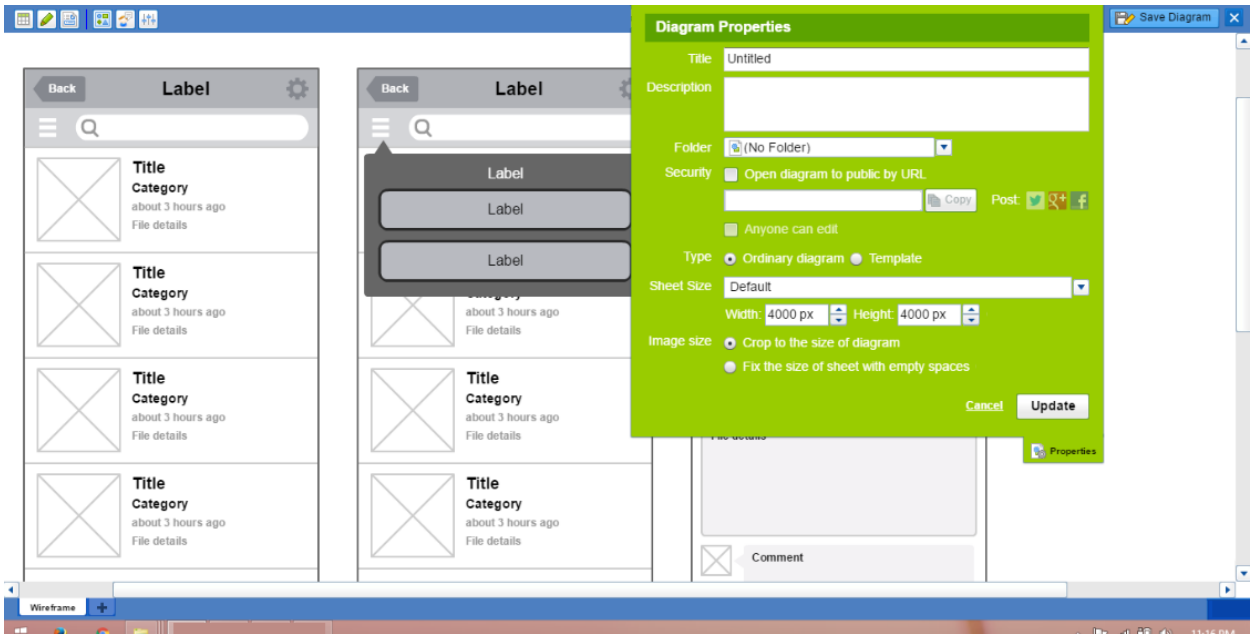 Save Diagram
Diagram Properties
Title Untitled
Description
Folder (No Folder)
Security Open diagram to public by URL
Copy Post:
Anyone can edit
Type Ordinary diagram Template
Sheet Size Default
Width: 4000 px Height: 4000 px
Image size Crop to the size of diagram
Fix the size of sheet with empty spaces
Cancel Update
Properties
Back Label
Title
Category
about 3 hours ago
File details
Title
Category
about 3 hours ago
File details
Title
Category
about 3 hours ago
File details
Title
Category
about 3 hours ago
File details
Back Label
Label
Label
Label
about 3 hours ago
File details
Title
Category
about 3 hours ago
File details
Title
Category
about 3 hours ago
File details
File details
Comment
Wireframe
11:16 PM